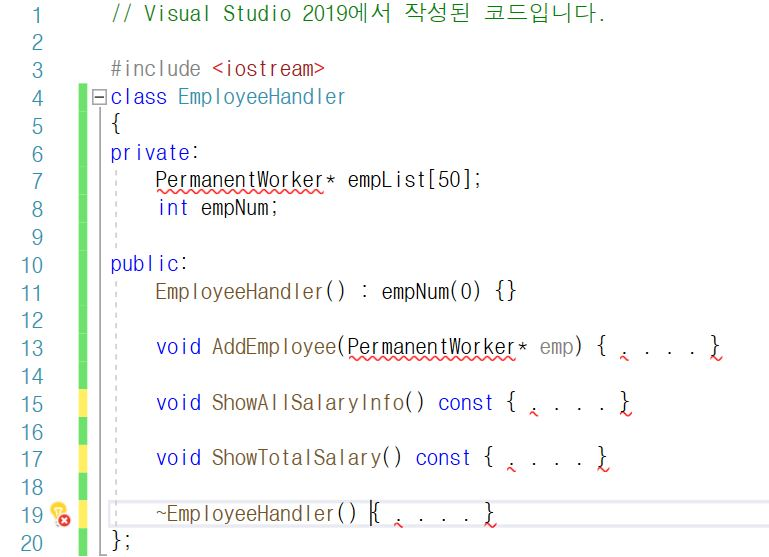 1 // Visual Studio 2019에서 작성된 코드입니다.
2
3 #include <iostream>
4 class EmployeeHandler
5 {
6 private:
7 PermanentWorker* empList[50];
8 int empNum;
9
10 public:
11 EmployeeHandler() : empNum(0) {}
12
13 void AddEmployee(PermanentWorker* emp) { . . . . }
14
15 void ShowAllSalaryInfo() const { . . . . }
16
17 void ShowTotalSalary() const { . . . . }
18
19 ~EmployeeHandler() { . . . . }
20 };